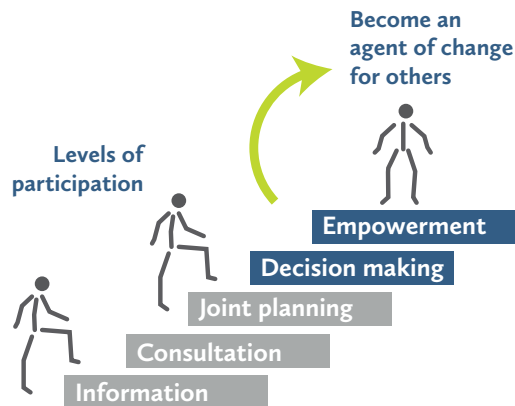 Become an
agent of change
for others
Levels of
participation
Empowerment
Decision making
Joint planning
Consultation
Information